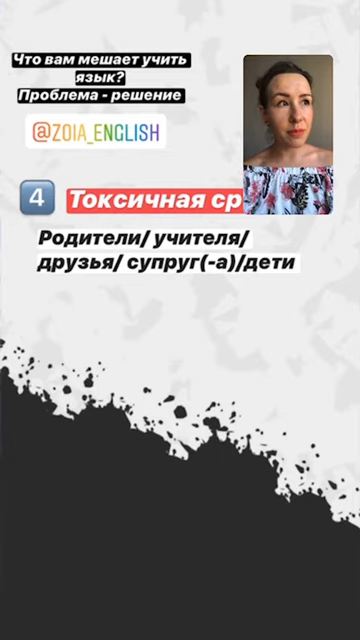 Что вам мешает учить
язык?
Проблема - решение
@ZOIA_ENGLISH
4 Токсичная ср
Родители/ учителя/
друзья/ супруг(-а)/дети